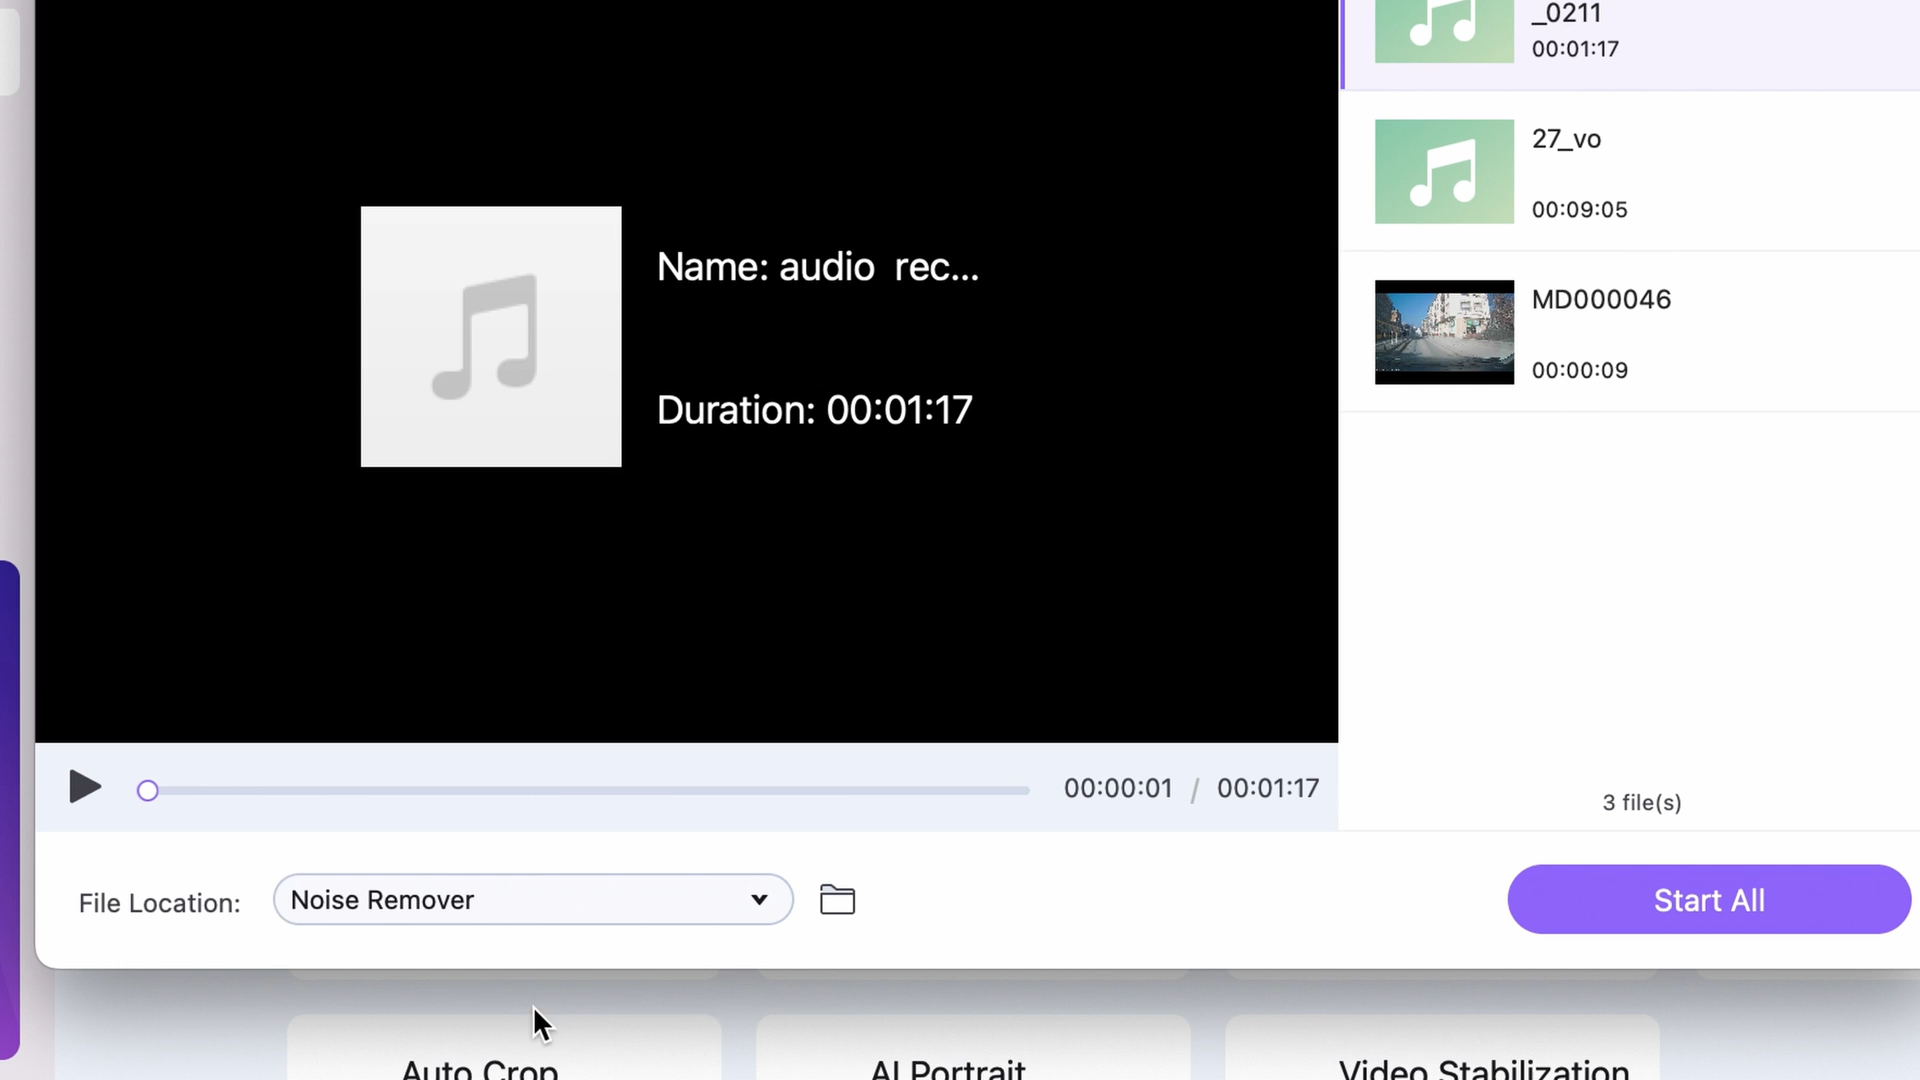 _0211
00:01:17
27_vo
00:09:05
MD000046
00:00:09
Name: audio rec...
Duration: 00:01:17
00:00:01 / 00:01:17
3 file(s)
File Location: Noise Remover
Start All
Auto Crop
AI Portrait
Video Stabilization